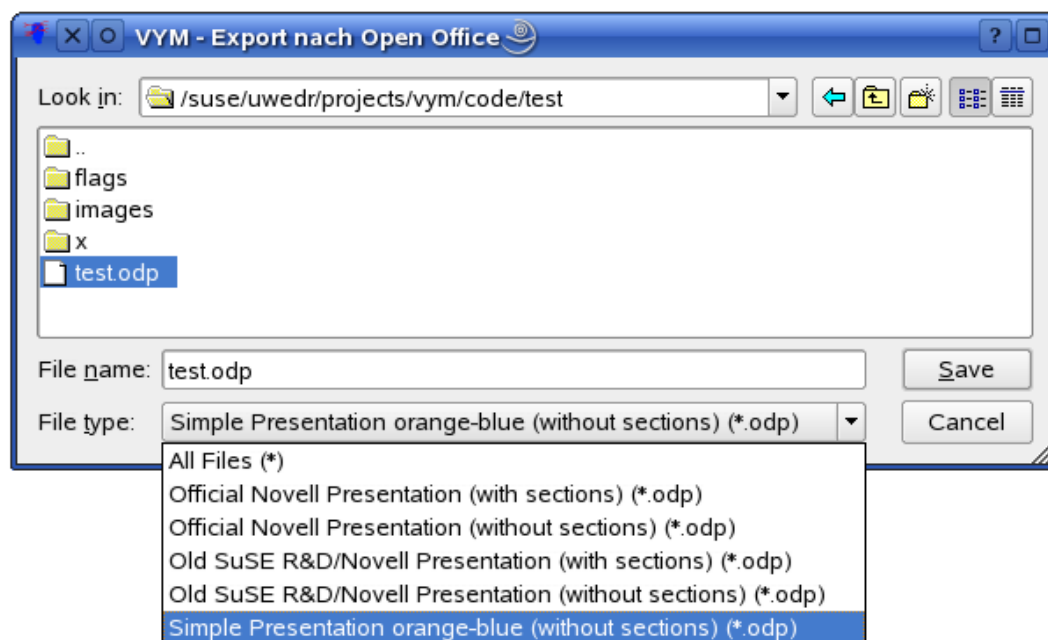 VYM - Export nach Open Office
?
Look in: /suse/uwedr/projects/vym/code/test
..
flags
images
x
test.odp
File name: test.odp Save
File type: Simple Presentation orange-blue (without sections) (*.odp) Cancel
All Files (*)
Official Novell Presentation (with sections) (*.odp)
Official Novell Presentation (without sections) (*.odp)
Old SuSE R&D/Novell Presentation (with sections) (*.odp)
Old SuSE R&D/Novell Presentation (without sections) (*.odp)
Simple Presentation orange-blue (without sections) (*.odp)